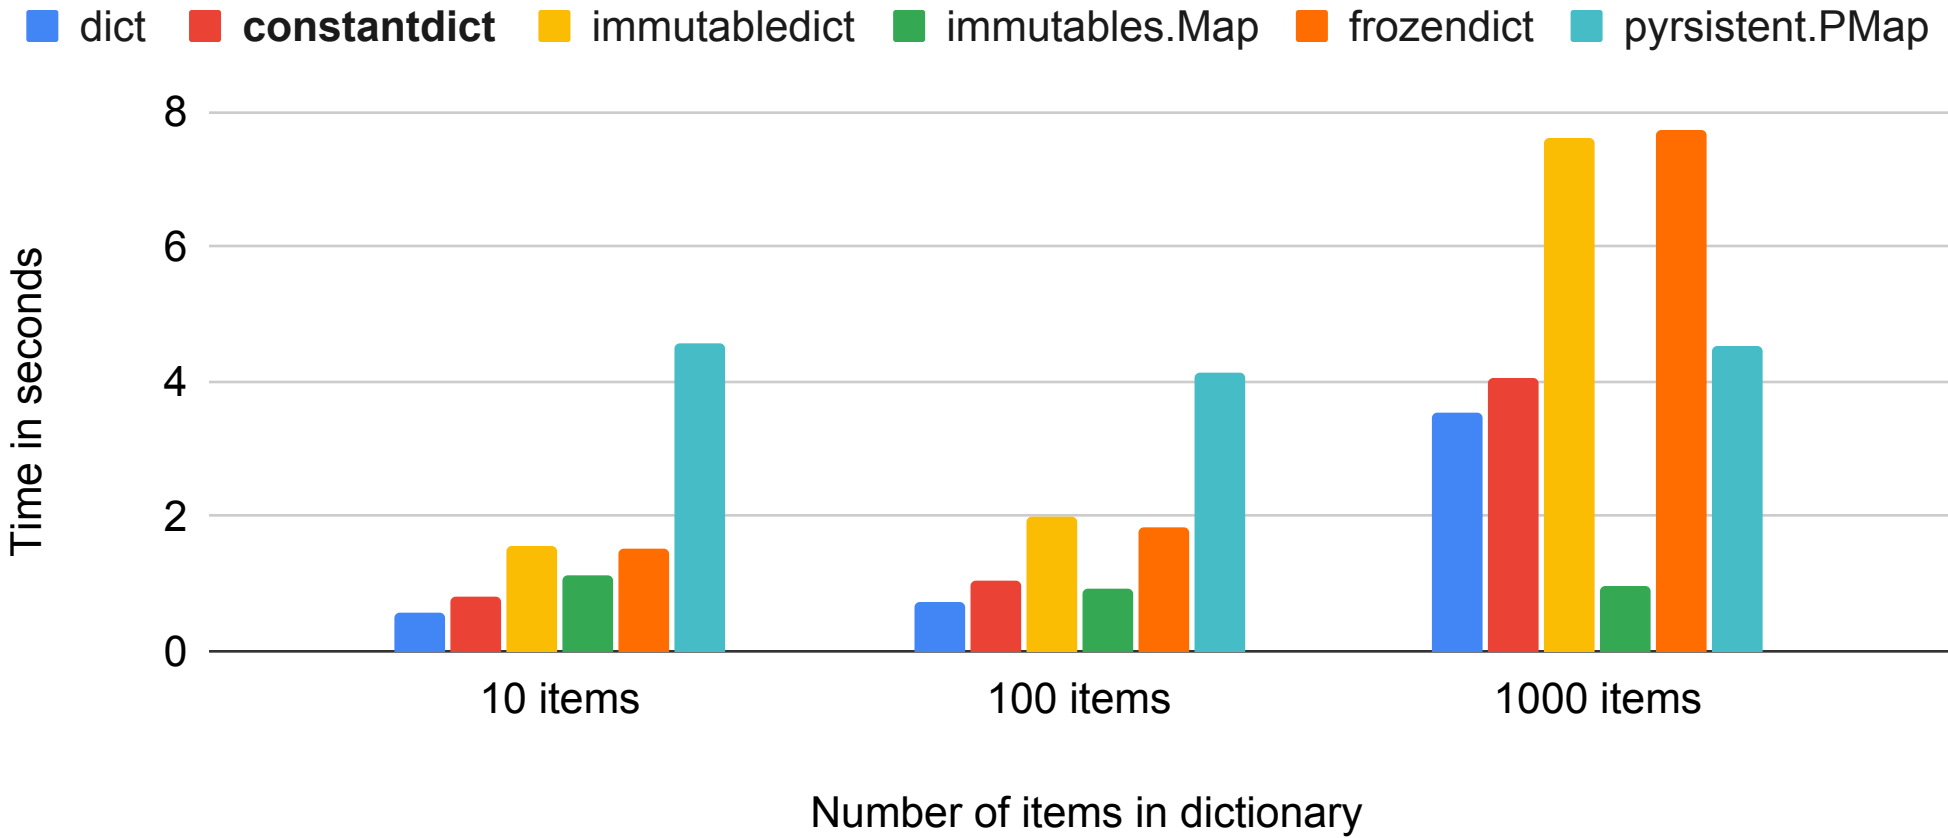 dict constantdict immutabledict immutables.Map frozendict pyrsistent.PMap
8
6
4
2
0
Time in seconds
10 items 100 items 1000 items
Number of items in dictionary